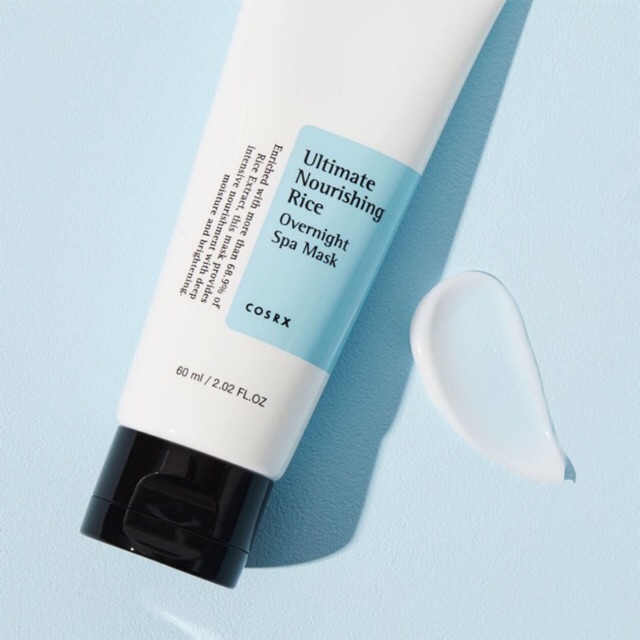 Ultimate
Nourishing
Rice
Overnight
Spa Mask
COSRX
Enriched with more than 68.9% of
Rice Extract, this mask provides
intensive nourishment with deep
moisture and brightening.
60 ml / 2.02 FL.OZ